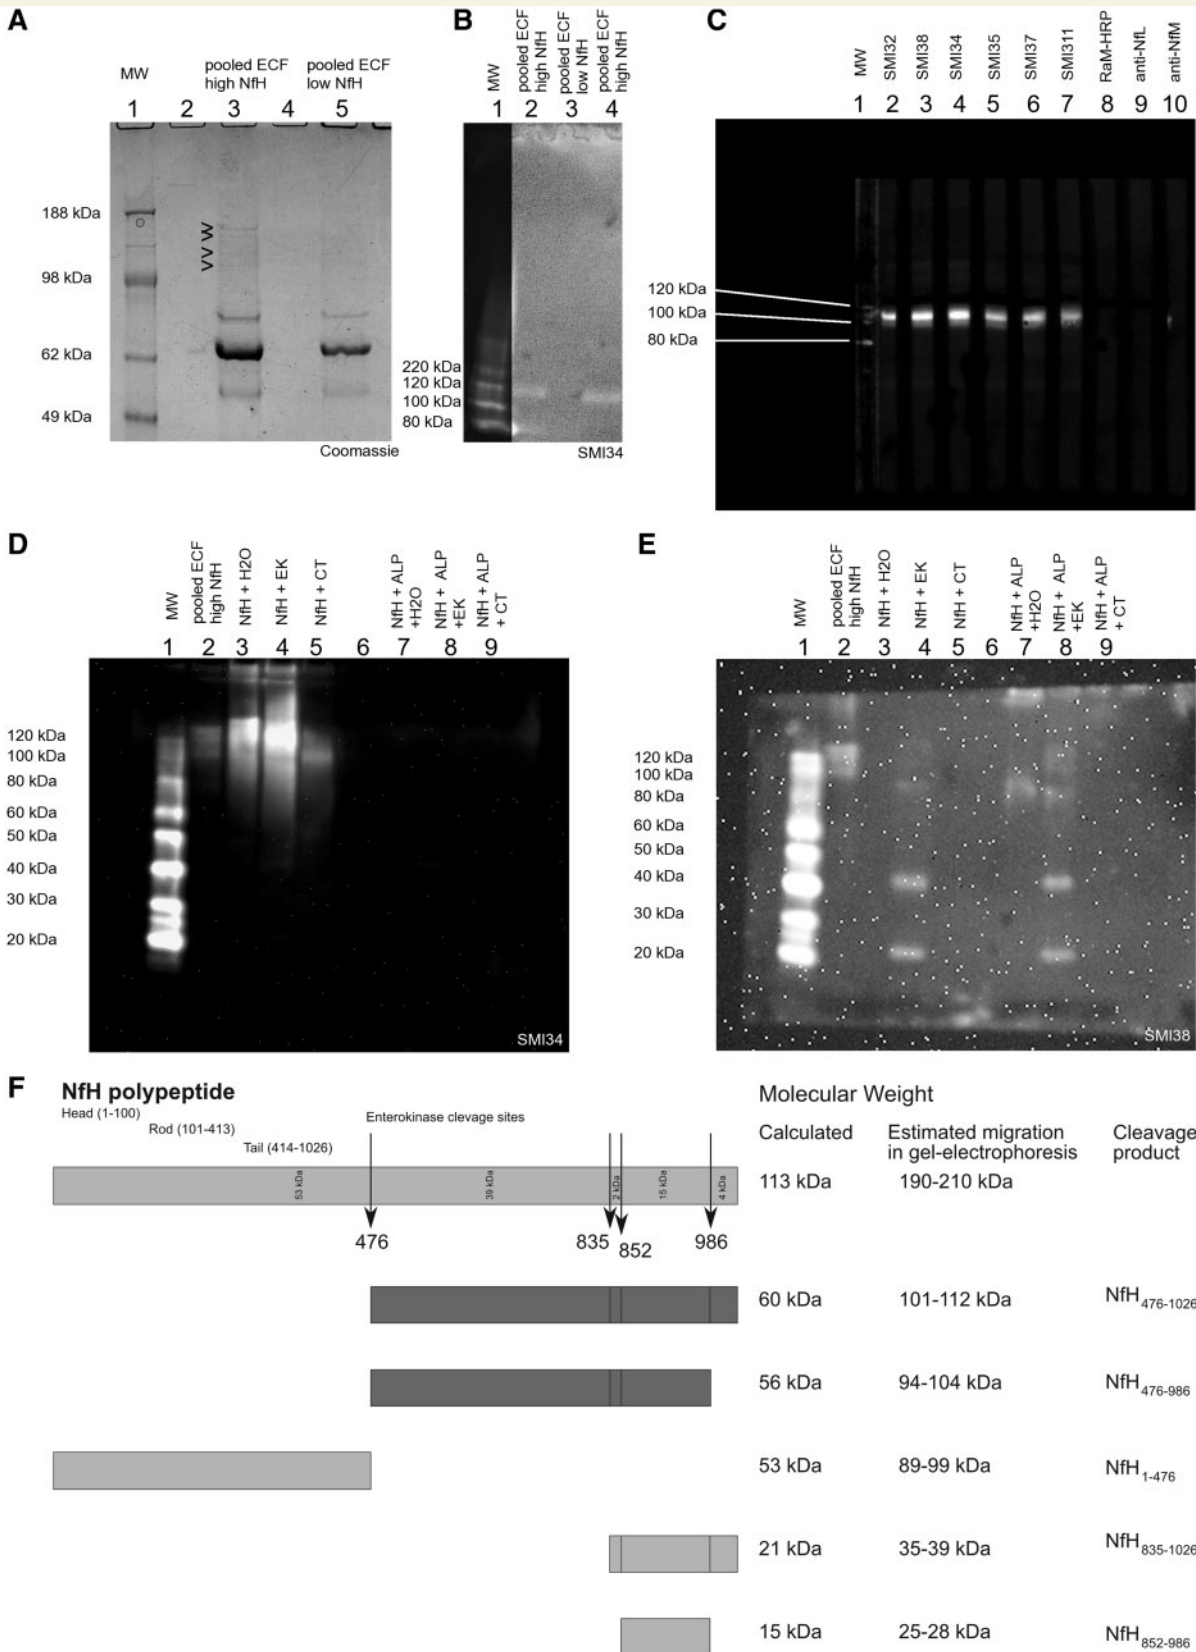 A
MW
pooled ECF
high NfH
pooled ECF
low NfH
1 2 3 4 5
188 kDa
98 kDa
62 kDa
49 kDa
Coomassie
B
MW
pooled ECF
high NfH
pooled ECF
low NfH
pooled ECF
high NfH
1 2 3 4
220 kDa
120 kDa
100 kDa
80 kDa
SMI34
C
MW
SMI32
SMI38
SMI34
SMI35
SMI37
SMI311
RaM-HRP
anti-NfL
anti-NfM
1 2 3 4 5 6 7 8 9 10
120 kDa
100 kDa
80 kDa
D
MW
pooled ECF
high NfH
NfH + H2O
NfH + EK
NfH + CT
NfH + ALP
+H2O
NfH + ALP
+EK
NfH + ALP
+ CT
1 2 3 4 5 6 7 8 9
120 kDa
100 kDa
80 kDa
60 kDa
50 kDa
40 kDa
30 kDa
20 kDa
SMI34
E
MW
pooled ECF
high NfH
NfH + H2O
NfH + EK
NfH + CT
NfH + ALP
+H2O
NfH + ALP
+EK
NfH + ALP
+ CT
1 2 3 4 5 6 7 8 9
120 kDa
100 kDa
80 kDa
60 kDa
50 kDa
40 kDa
30 kDa
20 kDa
SMI38
F
NfH polypeptide
Head (1-100)
Rod (101-413)
Tail (414-1026)
Enterokinase clevage sites
53 kDa
39 kDa
2 kDa
15 kDa
4 kDa
476
835
852
986
Molecular Weight
Calculated
Estimated migration
in gel-electrophoresis
Cleavage
product
113 kDa 190-210 kDa
60 kDa 101-112 kDa NfH476-1026
56 kDa 94-104 kDa NfH476-986
53 kDa 89-99 kDa NfH1-476
21 kDa 35-39 kDa NfH835-1026
15 kDa 25-28 kDa NfH852-986